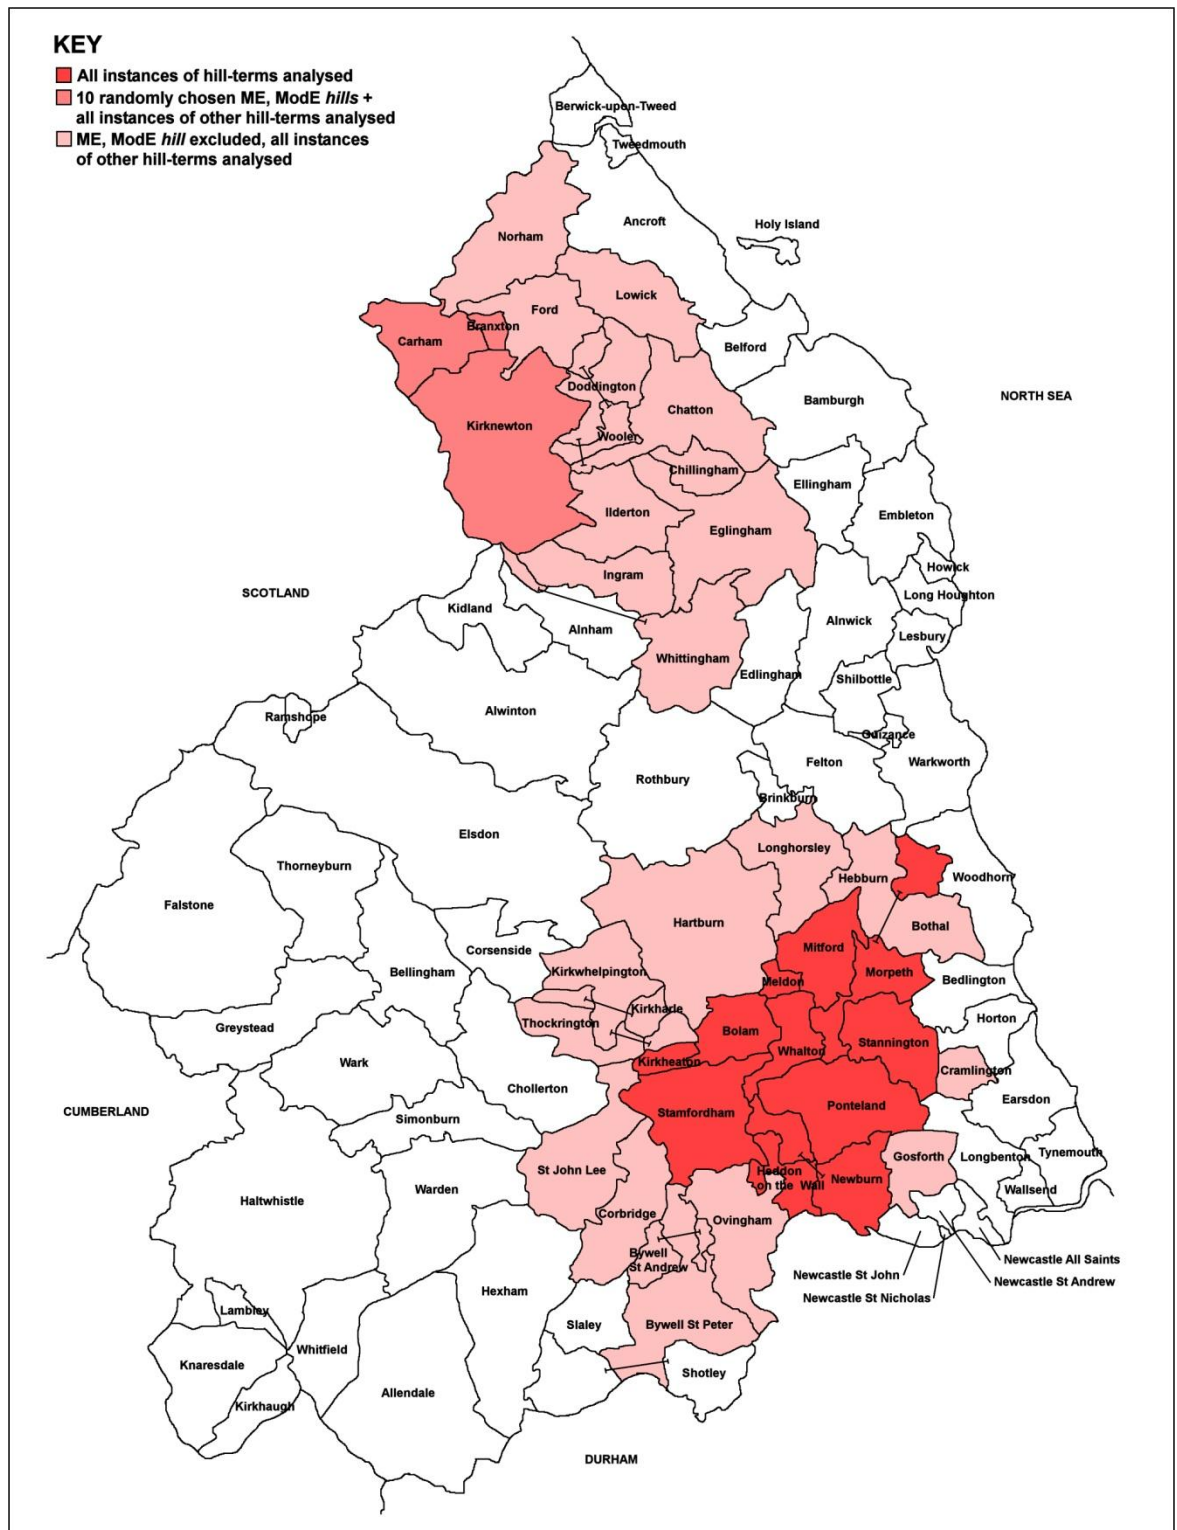 KEY
All instances of hill-terms analysed
10 randomly chosen ME, ModE hills +
all instances of other hill-terms analysed
ME, ModE hill excluded, all instances
of other hill-terms analysed
Berwick-upon-Tweed
Tweedmouth
Ancroft
Holy Island
Norham
Lowick
Ford
Branxton
Carham
Belford
Doddington
NORTH SEA
Bamburgh
Chatton
Kirknewton
Wooler
Chillingham
Ellingham
Ilderton
Embleton
Eglingham
Howick
Ingram
SCOTLAND
Long Houghton
Kidland
Alnwick
Alnham
Lesbury
Whittingham
Edlingham
Shilbottle
Alwinton
Ramshope
Guizance
Felton
Warkworth
Rothbury
Brinkburn
Elsdon
Longhorsley
Thorneyburn
Hebburn
Woodhorn
Falstone
Hartburn
Bothal
Mitford
Corsenside
Kirkwhelpington
Bellingham
Morpeth
Meldon
Bedlington
Kirkharle
Thockrington
Horton
Greystead
Bolam
Whalton
Stannington
Kirkheaton
Wark
Cramlington
Chollerton
Earsdon
CUMBERLAND
Simonburn
Stamfordham
Ponteland
Tynemouth
Gosforth
Longbenton
St John Lee
Heddon
on the Wall
Newburn
Warden
Wallsend
Haltwhistle
Corbridge
Ovingham
Bywell
St Andrew
Newcastle All Saints
Newcastle St John
Newcastle St Andrew
Hexham
Newcastle St Nicholas
Lambley
Slaley
Bywell St Peter
Whitfield
Knaresdale
Shotley
Allendale
Kirkhaugh
DURHAM